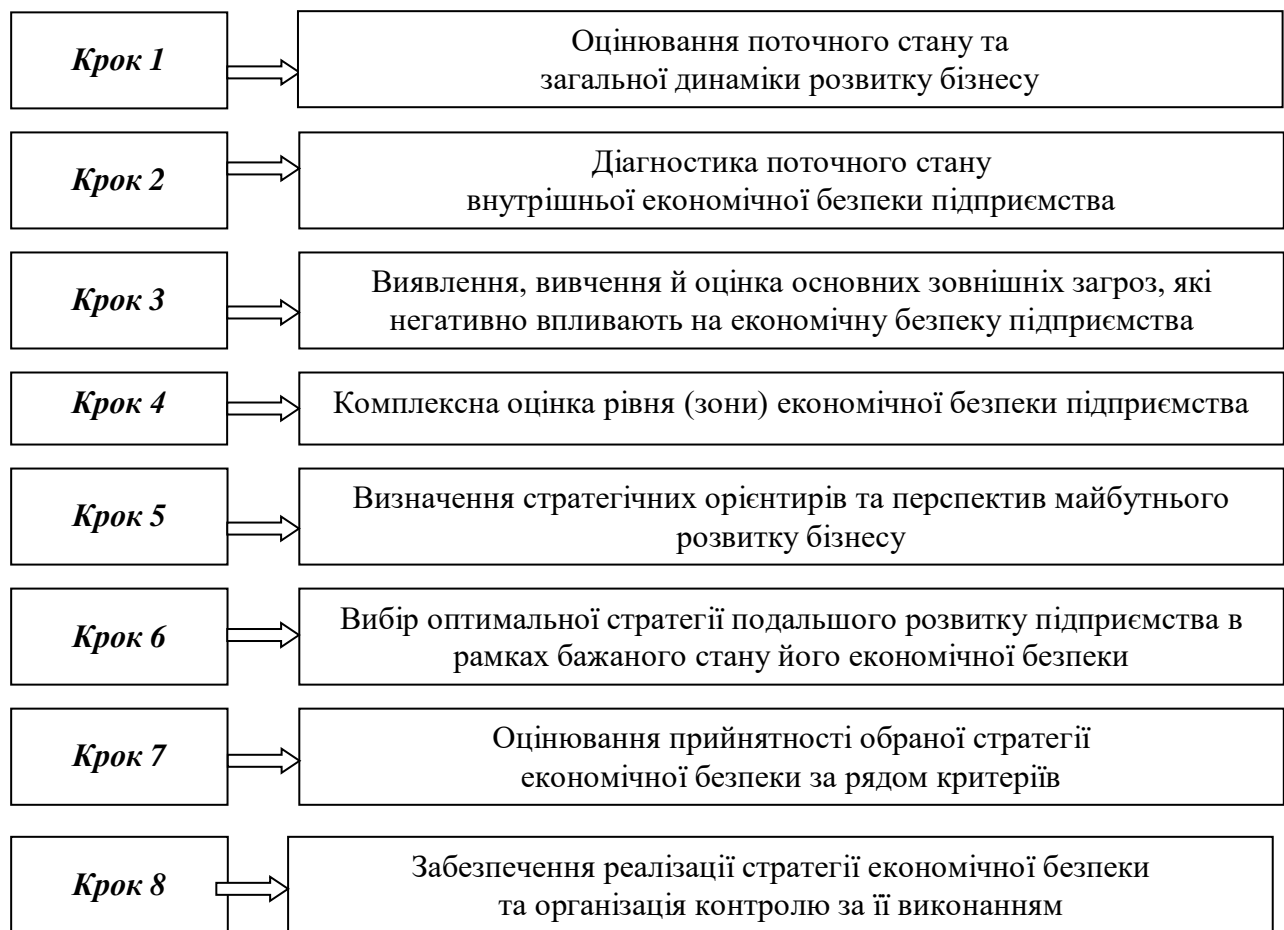 Крок 1
Оцінювання поточного стану та
загальної динаміки розвитку бізнесу
Крок 2
Діагностика поточного стану
внутрішньої економічної безпеки підприємства
Крок 3
Виявлення, вивчення й оцінка основних зовнішніх загроз, які
негативно впливають на економічну безпеку підприємства
Крок 4
Комплексна оцінка рівня (зони) економічної безпеки підприємства
Крок 5
Визначення стратегічних орієнтирів та перспектив майбутнього
розвитку бізнесу
Крок 6
Вибір оптимальної стратегії подальшого розвитку підприємства в
рамках бажаного стану його економічної безпеки
Крок 7
Оцінювання прийнятності обраної стратегії
економічної безпеки за рядом критеріїв
Крок 8
Забезпечення реалізації стратегії економічної безпеки
та організація контролю за її виконанням